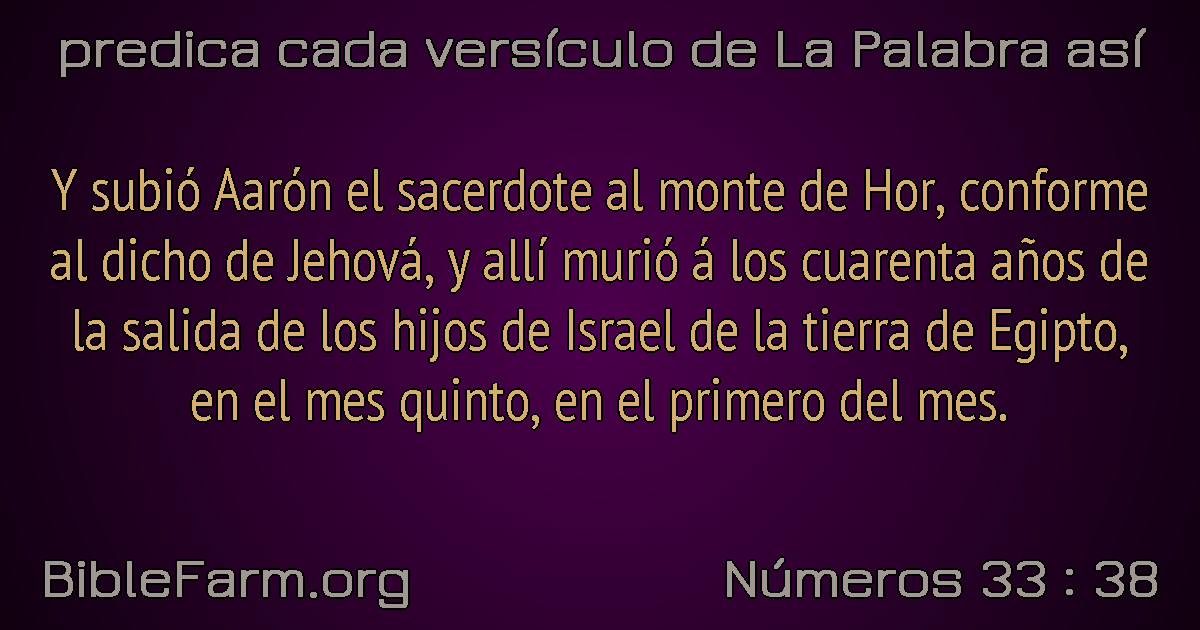 predica cada versículo de La Palabra así
Y subió Aarón el sacerdote al monte de Hor, conforme
al dicho de Jehová, y allí murió á los cuarenta años de
la salida de los hijos de Israel de la tierra de Egipto,
en el mes quinto, en el primero del mes.
BibleFarm.org
Números 33 : 38